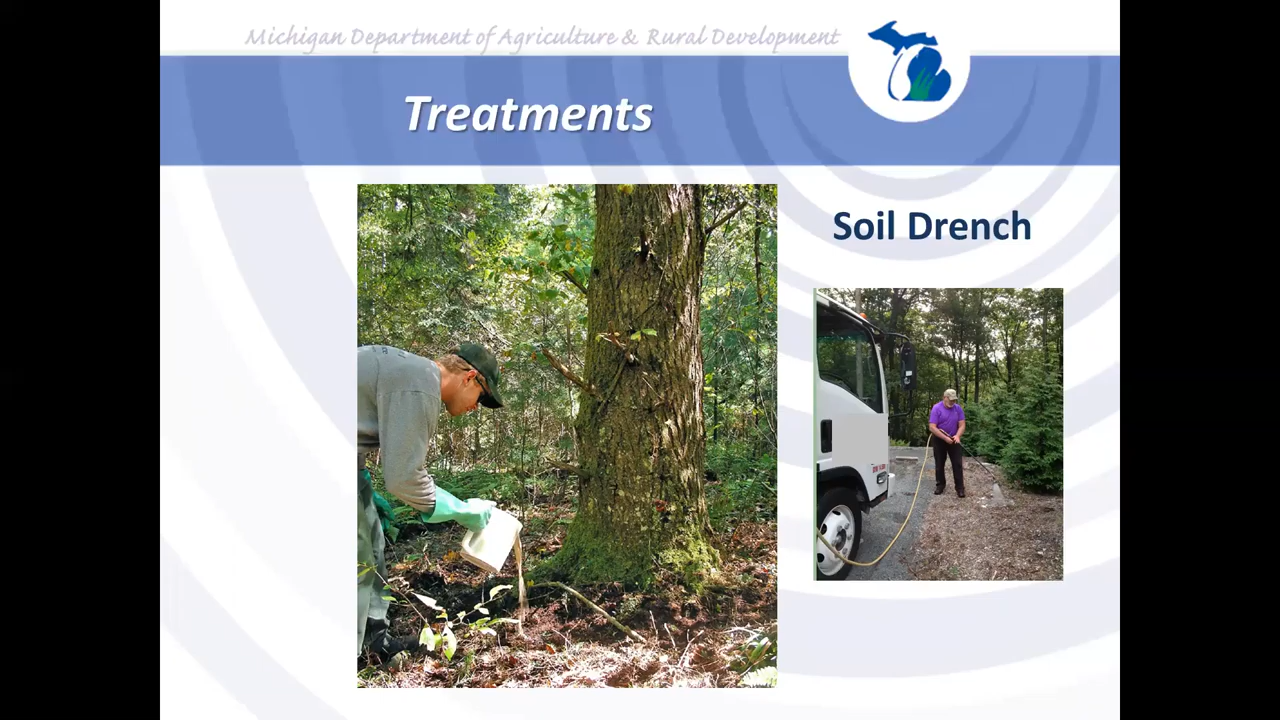 Michigan Department of Agriculture & Rural Development
Treatments
Soil Drench